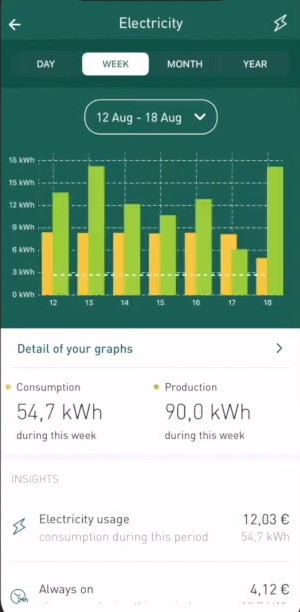 Electricity
DAY WEEK MONTH YEAR
12 Aug - 18 Aug
18 kWh
15 kWh
12 kWh
9 kWh
6 kWh
3 kWh
0 kWh
12 13 14 15 16 17 18
Detail of your graphs
Consumption Production
54,7 kWh 90,0 kWh
during this week during this week
INSIGHTS
Electricity usage 12,03 €
consumption during this period 54,7 kWh
Always on 4,12 €